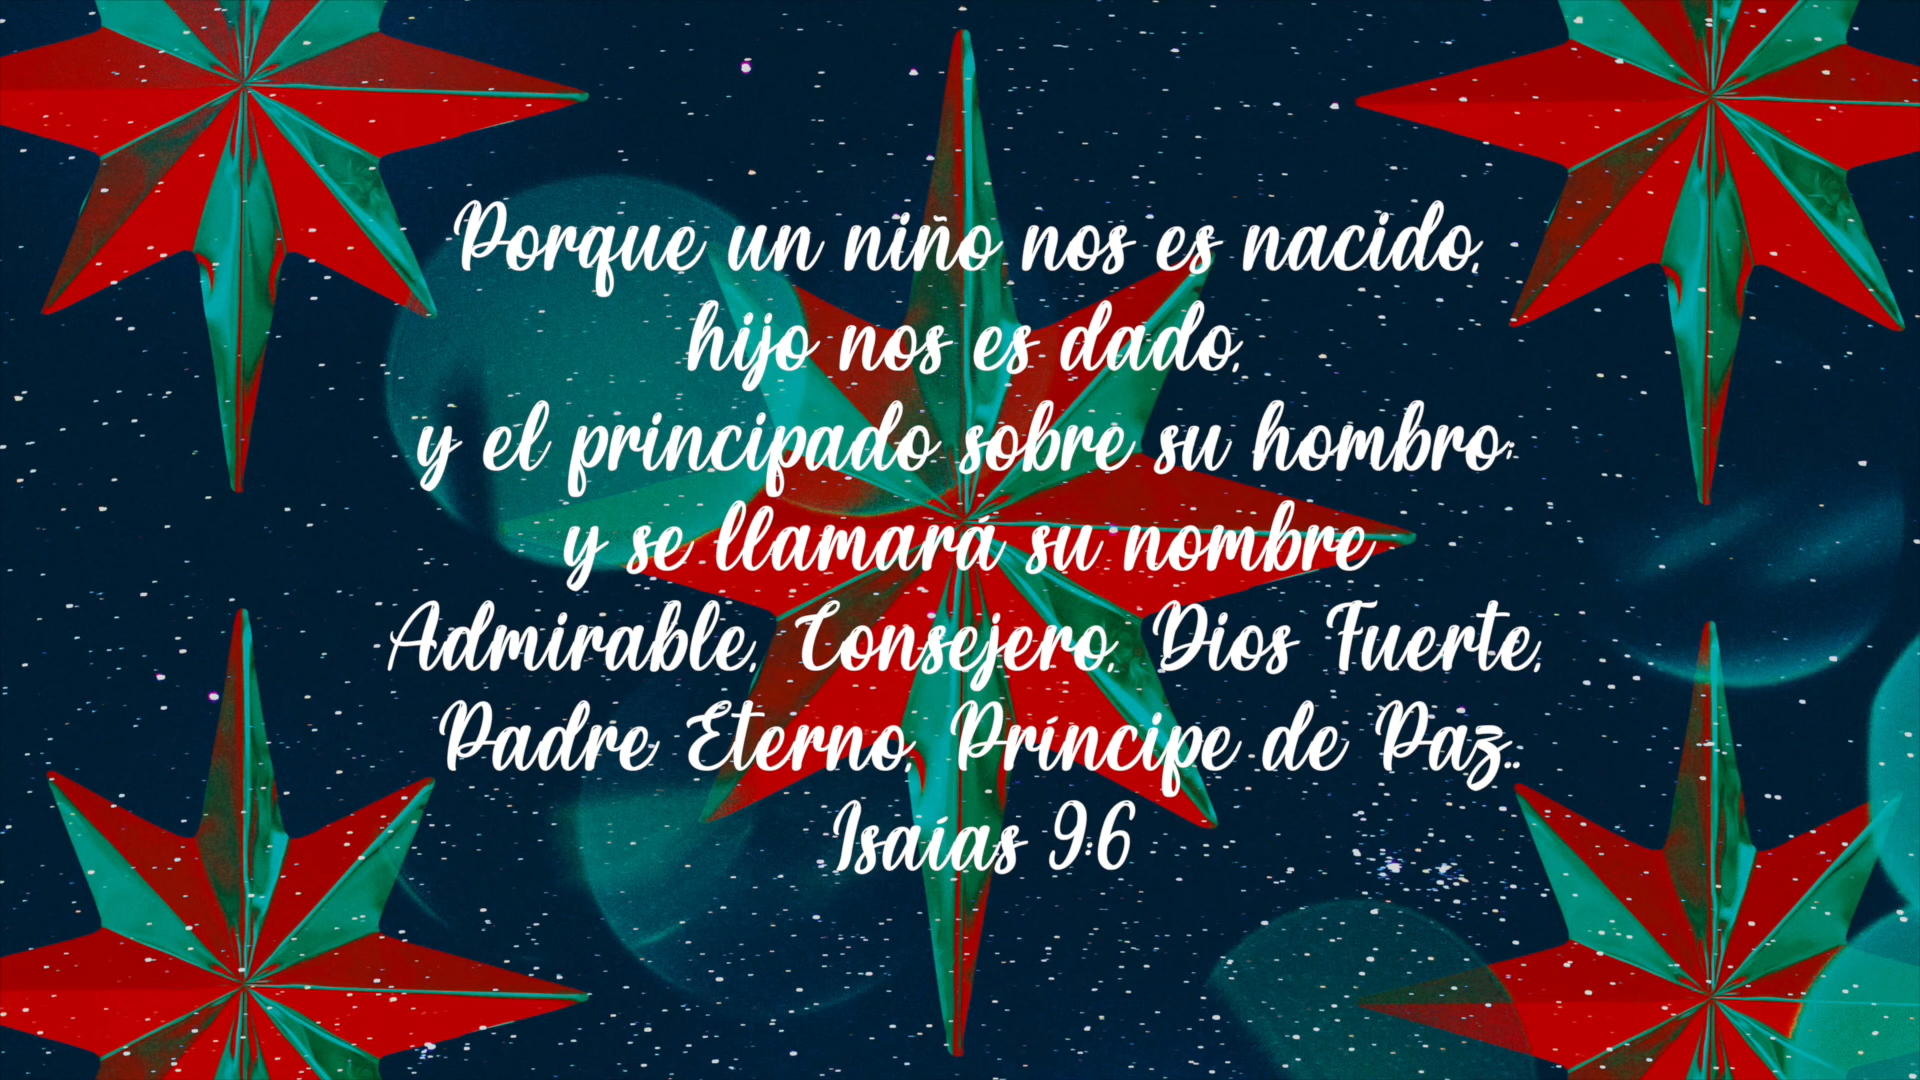 Porque un niño nos es nacido,
hijo nos es dado,
y el principado sobre su hombro;
y se llamará su nombre
Admirable, Consejero, Dios Fuerte,
Padre Eterno, Príncipe de Paz..
Isaías 9:6